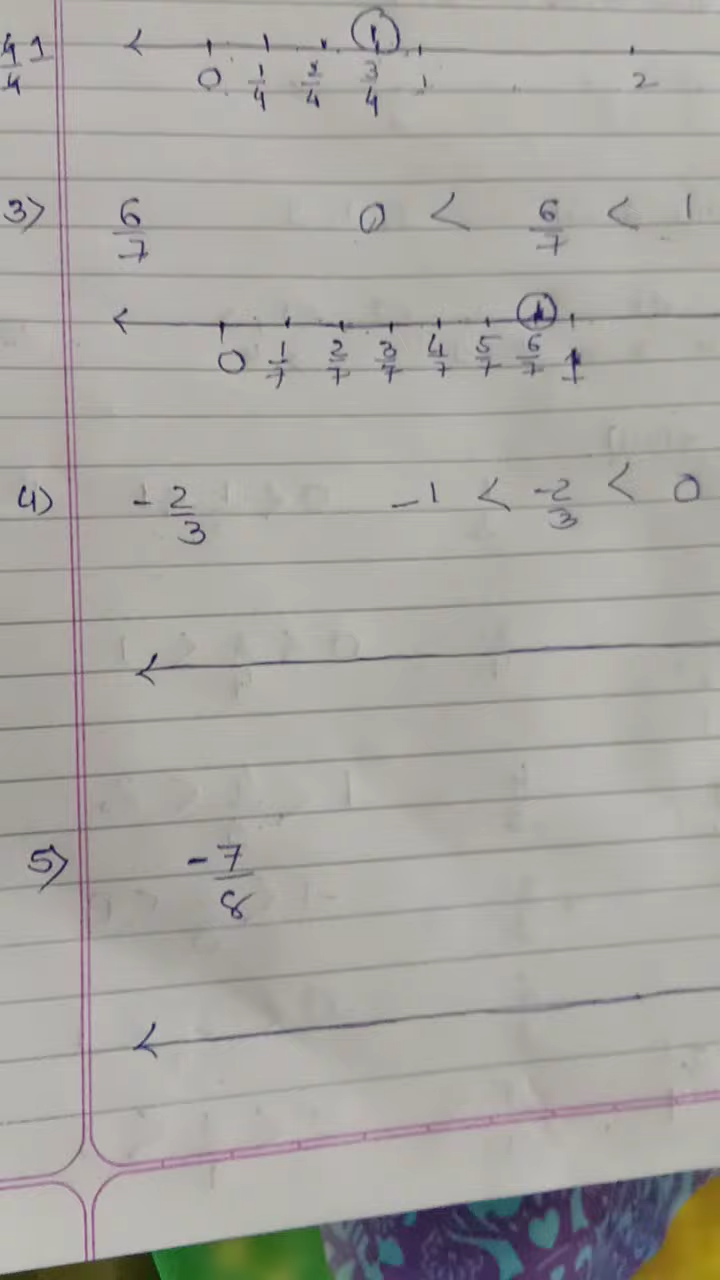 4/4 1
0 1/4 2/4 3/4 1 2
3) 6/7 0 < 6/7 < 1
0 1/7 2/7 3/7 4/7 5/7 6/7 1
4) -2/3 -1 < -2/3 < 0
5) -7/8